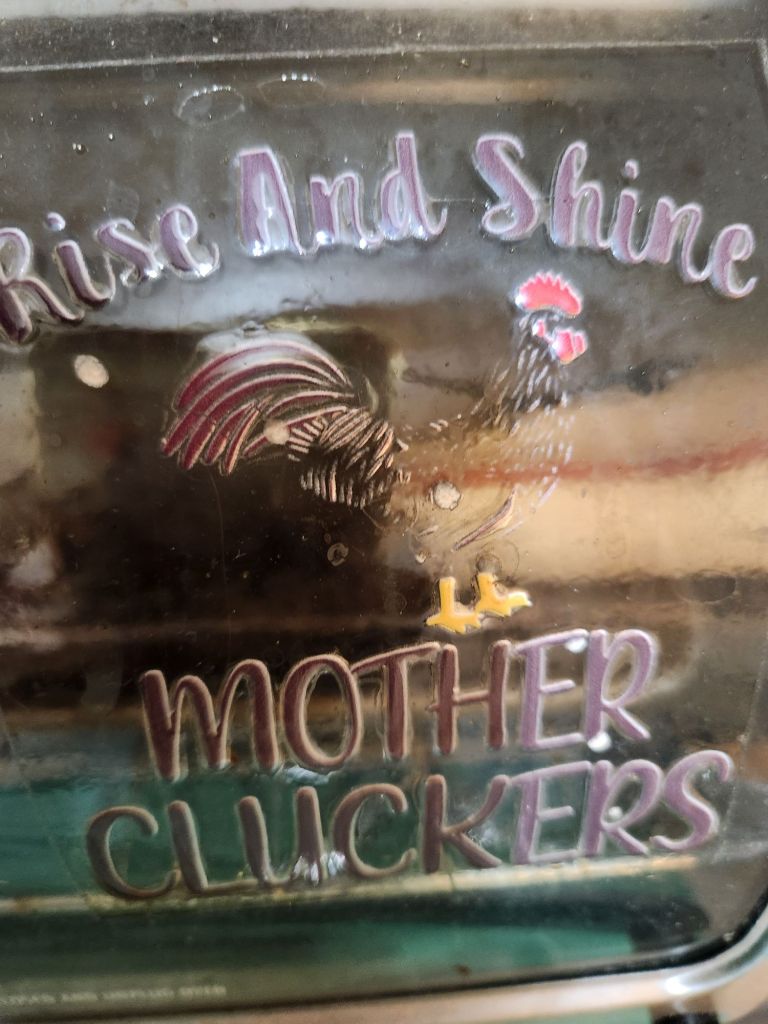 Rise And Shine
MOTHER
CLUCKERS